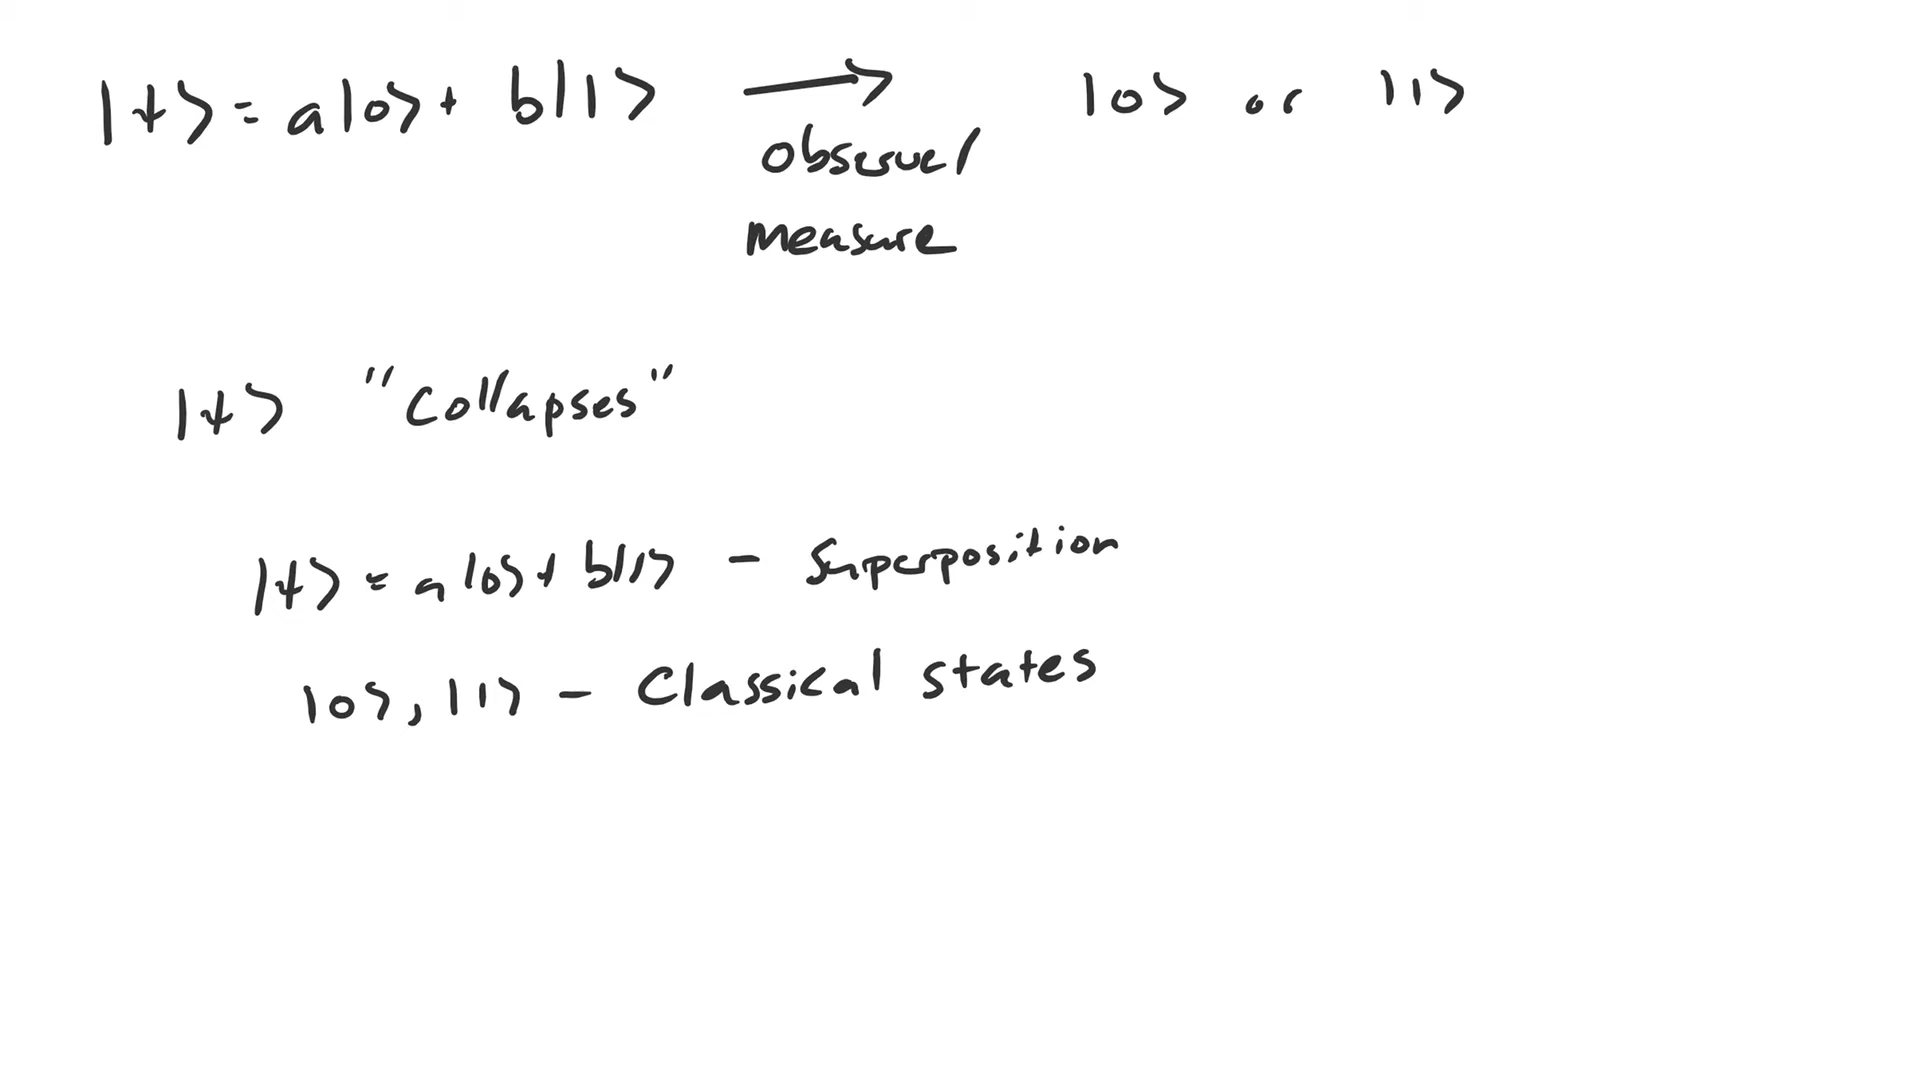 |ψ⟩ = a|0⟩ + b|1⟩ ⟶ |0⟩ or |1⟩
observe/
measure
|ψ⟩ "Collapses"
|ψ⟩ = a|0⟩ + b|1⟩ – Superposition
|0⟩, |1⟩ – Classical states